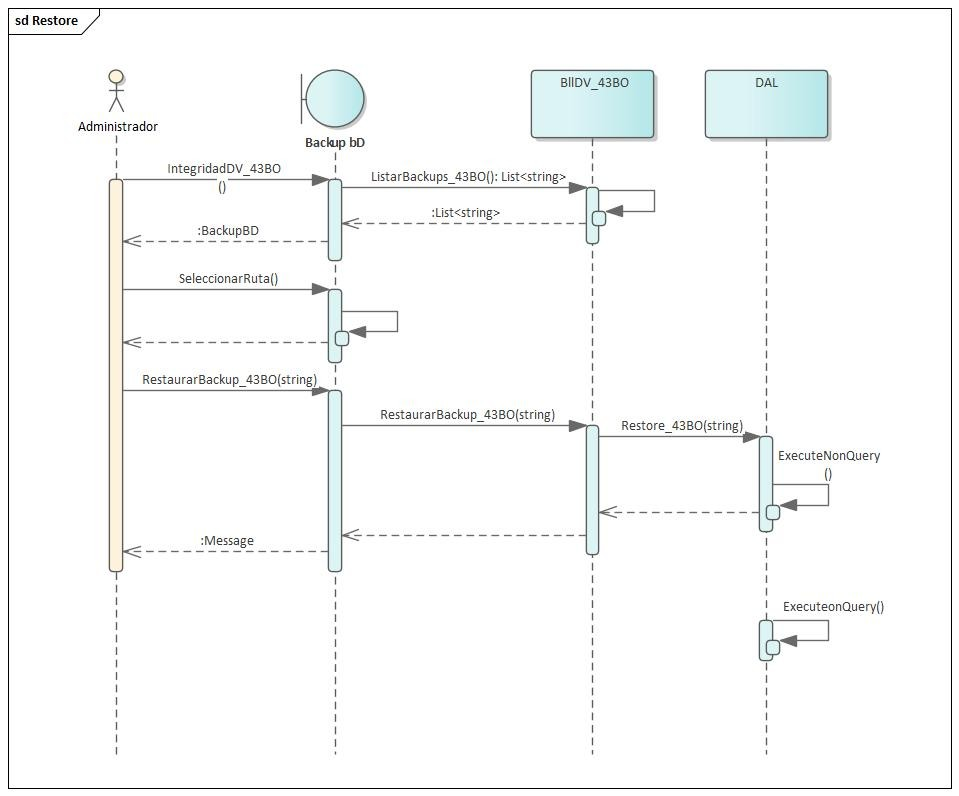 sd Restore
Administrador
Backup bD
BllDV_43BO
DAL
IntegridadDV_43BO
()
ListarBackups_43BO(): List<string>
:List<string>
:BackupBD
SeleccionarRuta()
RestaurarBackup_43BO(string)
RestaurarBackup_43BO(string)
Restore_43BO(string)
ExecuteNonQuery
()
:Message
ExecuteonQuery()